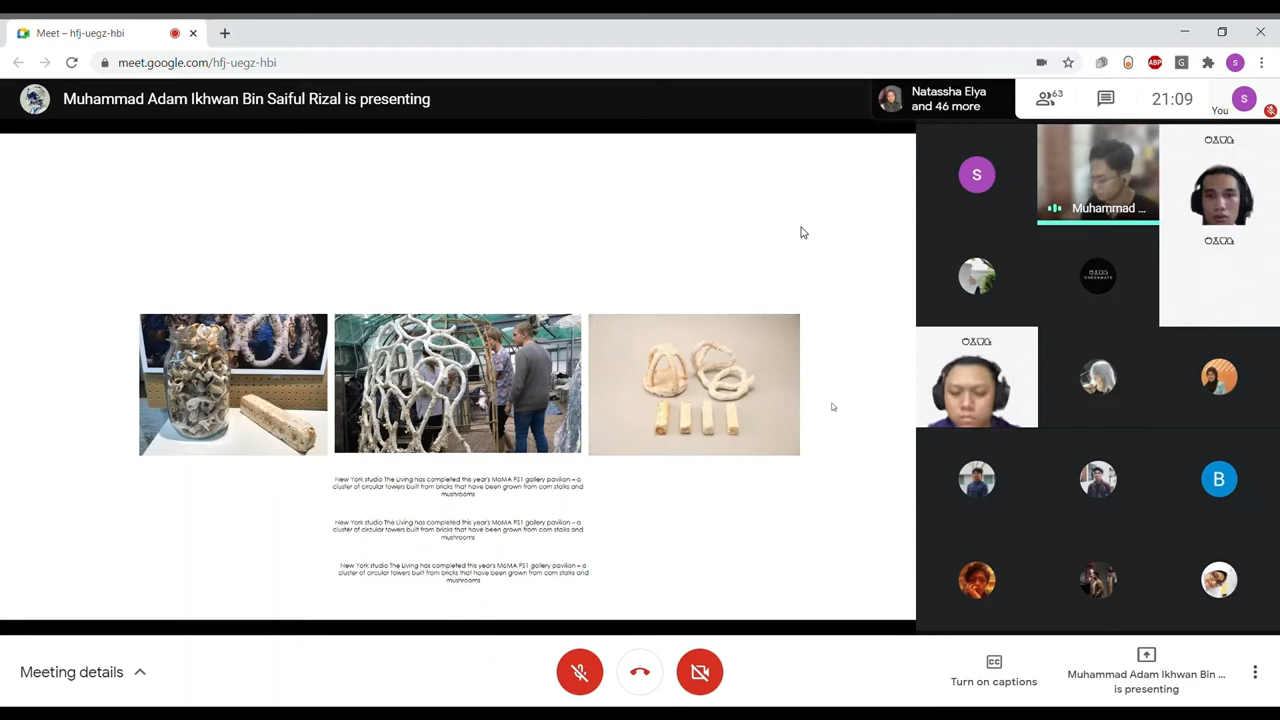 Meet – hfj-uegz-hbi
meet.google.com/hfj-uegz-hbi
ABP
G
S
Muhammad Adam Ikhwan Bin Saiful Rizal is presenting
Natassha Elya
and 46 more
63
21:09
You
S
S
Muhammad ...
B
New York studio The Living has completed this year's MoMA PS1 gallery pavilion – a
cluster of circular towers built from bricks that have been grown from corn stalks and
mushrooms
New York studio The Living has completed this year's MoMA PS1 gallery pavilion – a
cluster of circular towers built from bricks that have been grown from corn stalks and
mushrooms
New York studio The Living has completed this year's MoMA PS1 gallery pavilion – a
cluster of circular towers built from bricks that have been grown from corn stalks and
mushrooms
Meeting details
CC
Turn on captions
Muhammad Adam Ikhwan Bin ...
is presenting